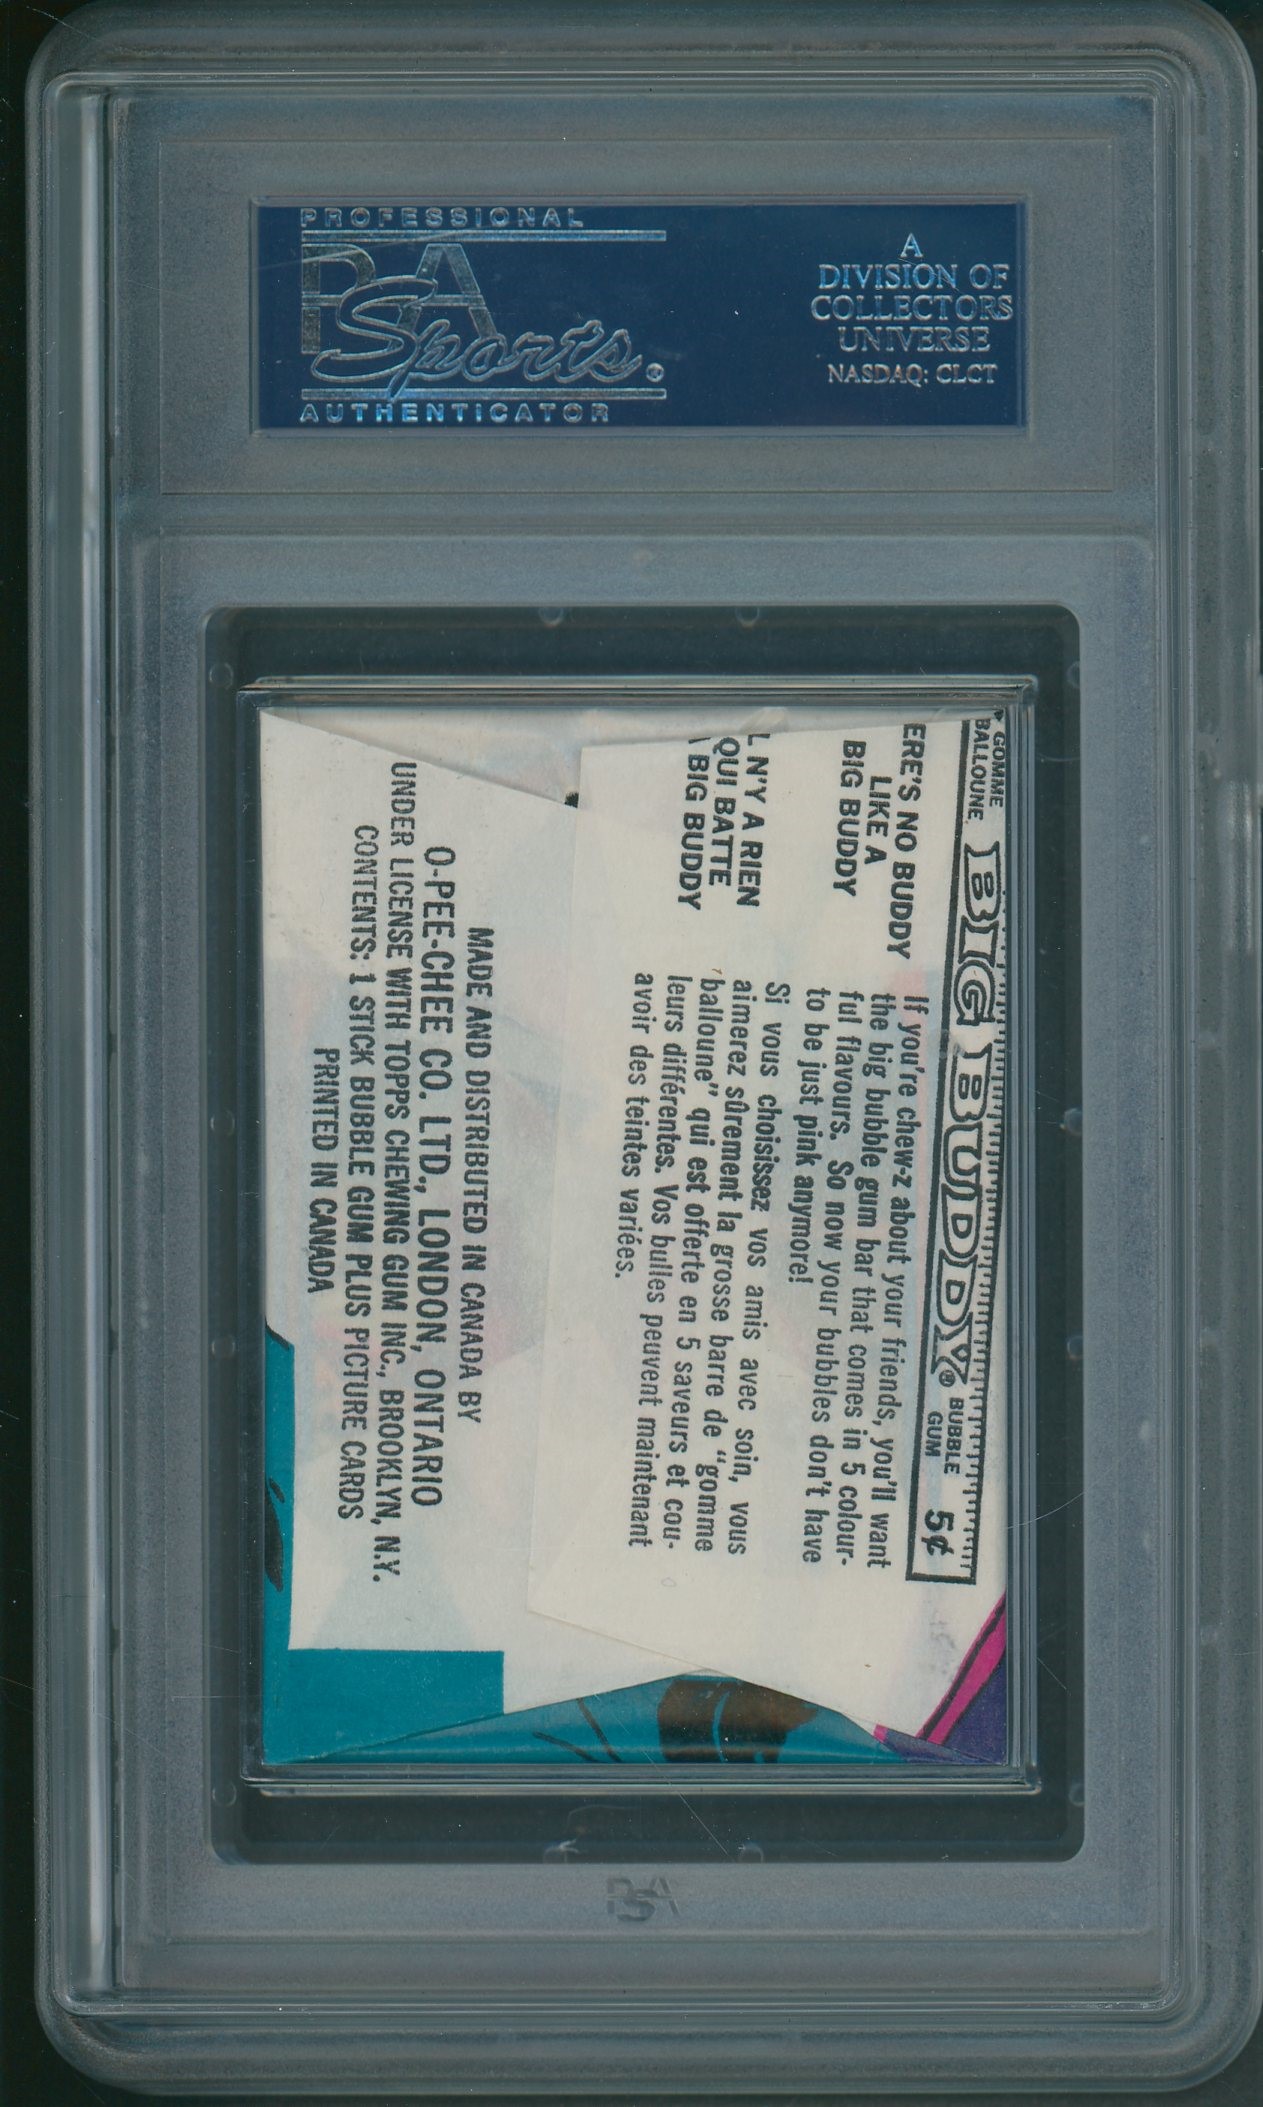 PROFESSIONAL
PSA
Sports®
AUTHENTICATOR
A
DIVISION OF
COLLECTORS
UNIVERSE
NASDAQ: CLCT
GOMME
BALLOUNE
BIG BUDDY® BUBBLE
GUM 5¢
ERE'S NO BUDDY
LIKE A
BIG BUDDY
If you're chew-z about your friends, you'll want
the big bubble gum bar that comes in 5 colour-
ful flavours. So now your bubbles don't have
to be just pink anymore!
L N'Y A RIEN
QUI BATTE
BIG BUDDY
Si vous choisissez vos amis avec soin, vous
aimerez sûrement la grosse barre de "gomme
balloune" qui est offerte en 5 saveurs et cou-
leurs différentes. Vos bulles peuvent maintenant
avoir des teintes variées.
MADE AND DISTRIBUTED IN CANADA BY
O-PEE-CHEE CO. LTD., LONDON, ONTARIO
UNDER LICENSE WITH TOPPS CHEWING GUM INC., BROOKLYN, N.Y.
CONTENTS: 1 STICK BUBBLE GUM PLUS PICTURE CARDS
PRINTED IN CANADA
PSA